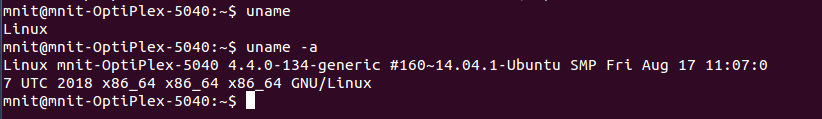 mnit@mnit-OptiPlex-5040:~$ uname
Linux
mnit@mnit-OptiPlex-5040:~$ uname -a
Linux mnit-OptiPlex-5040 4.4.0-134-generic #160~14.04.1-Ubuntu SMP Fri Aug 17 11:07:0
7 UTC 2018 x86_64 x86_64 x86_64 GNU/Linux
mnit@mnit-OptiPlex-5040:~$